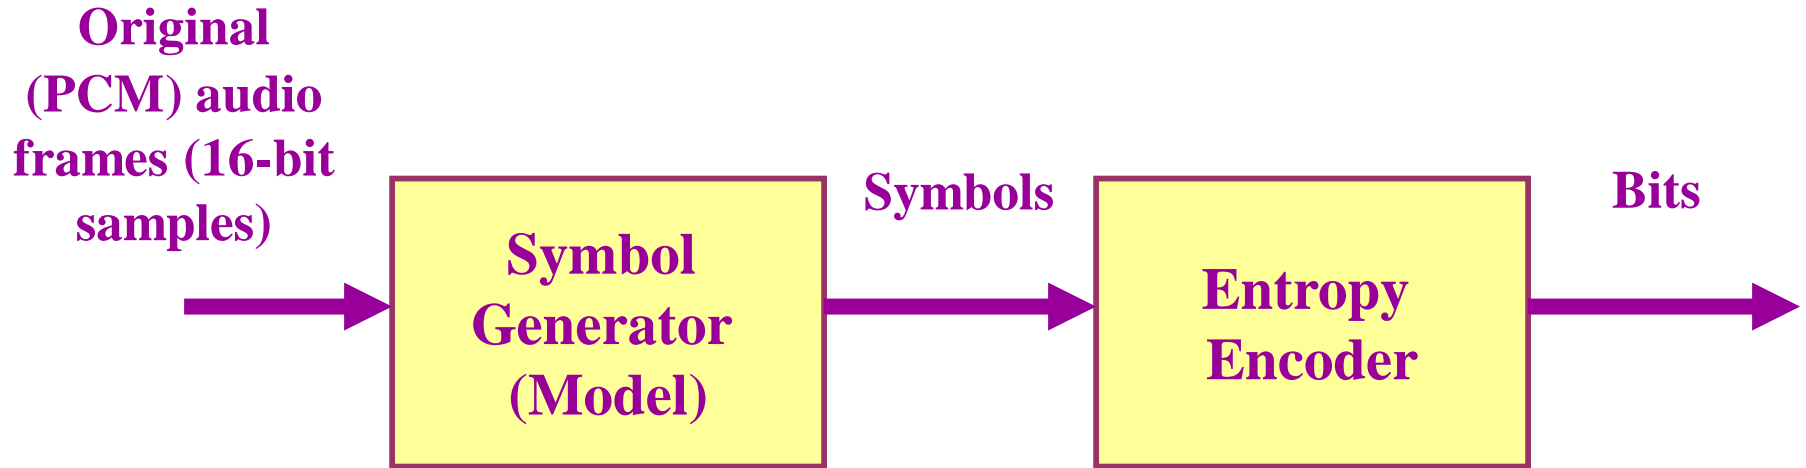 Original
(PCM) audio
frames (16-bit
samples)
Symbol
Generator
(Model)
Symbols
Entropy
Encoder
Bits